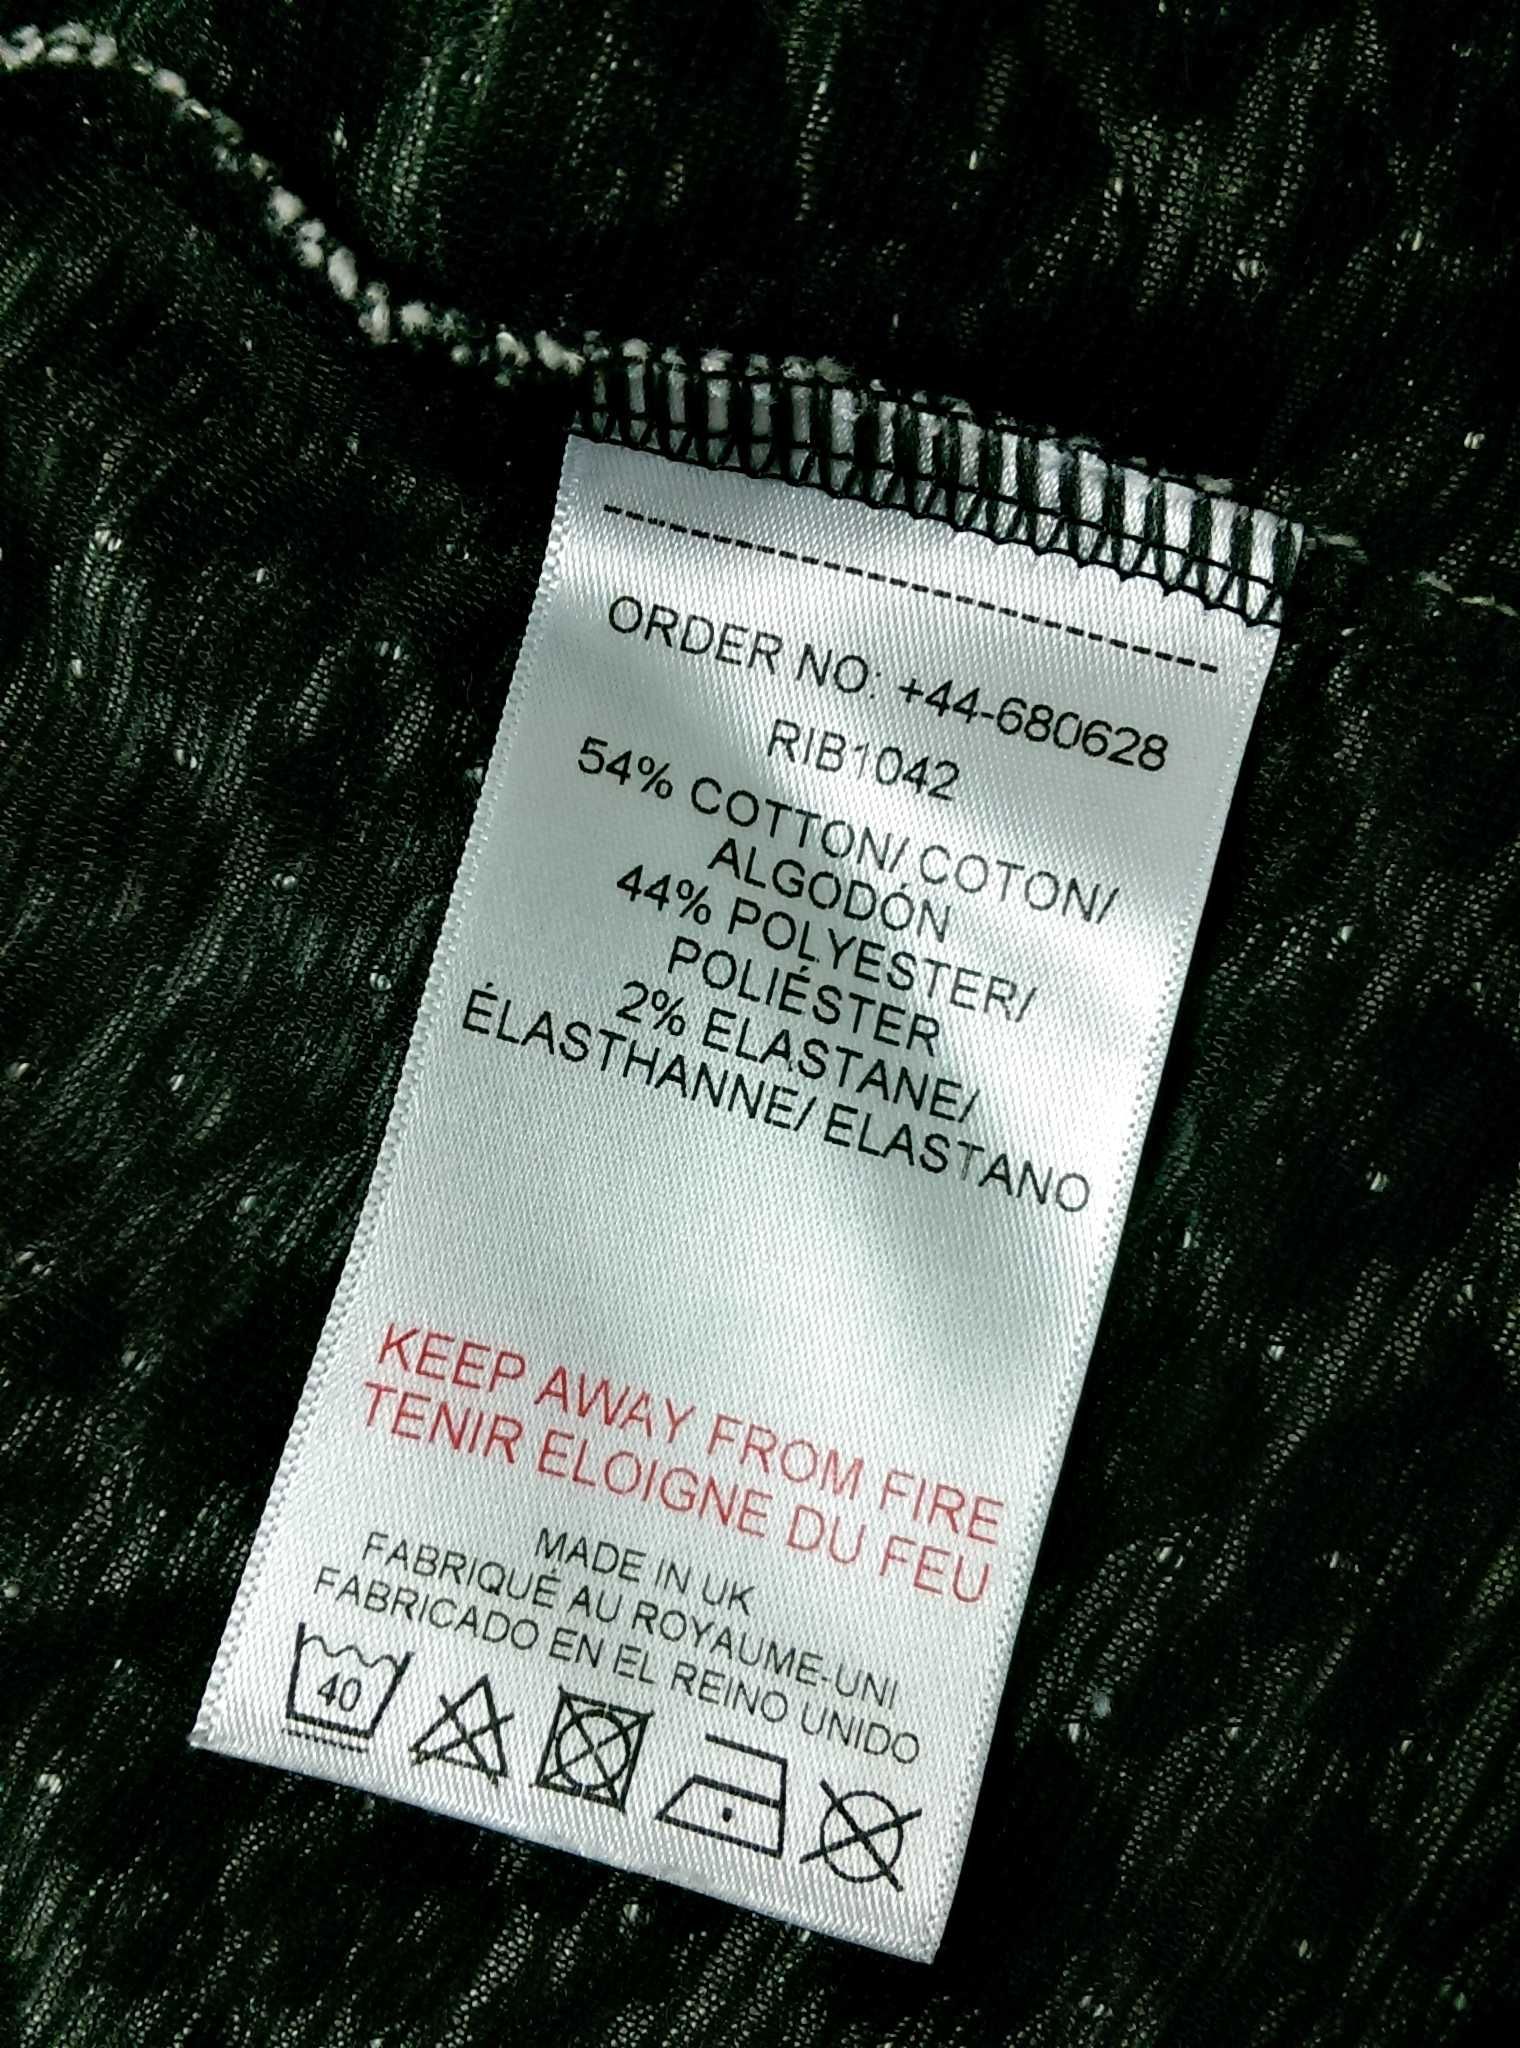 ORDER NO: +44-680628
RIB1042
54% COTTON/ COTON/
ALGODÓN
44% POLYESTER/
POLIÉSTER
2% ELASTANE/
ÉLASTHANNE/ ELASTANO
KEEP AWAY FROM FIRE
TENIR ELOIGNE DU FEU
MADE IN UK
FABRIQUÉ AU ROYAUME-UNI
FABRICADO EN EL REINO UNIDO
40